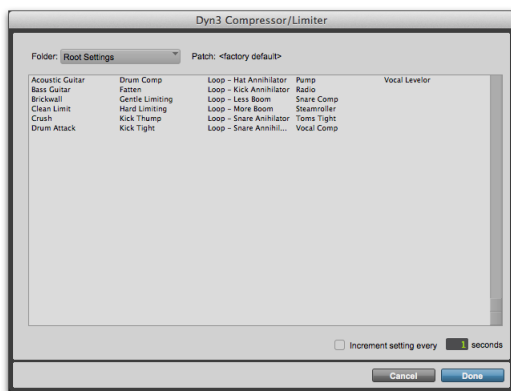 Dyn3 Compressor/Limiter
Folder: Root Settings Patch: <factory default>
Acoustic Guitar Drum Comp Loop – Hat Annihilator Pump Vocal Levelor
Bass Guitar Fatten Loop – Kick Annihilator Radio
Brickwall Gentle Limiting Loop – Less Boom Snare Comp
Clean Limit Hard Limiting Loop – More Boom Steamroller
Crush Kick Thump Loop – Snare Anihilator Toms Tight
Drum Attack Kick Tight Loop – Snare Annihil... Vocal Comp
Increment setting every 1 seconds
Cancel Done